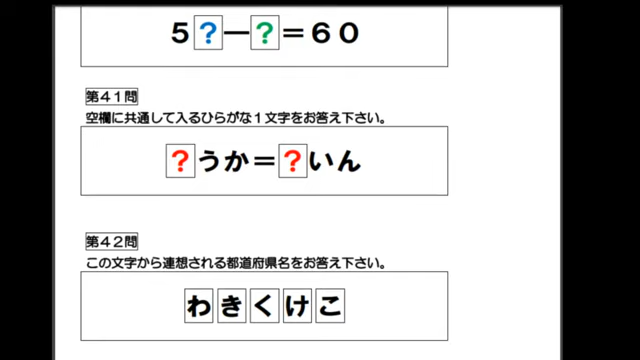 ５？ー？＝６０
第４１問
空欄に共通して入るひらがな１文字をお答え下さい。
？うか＝？いん
第４２問
この文字から連想される都道府県名をお答え下さい。
わきくけこ